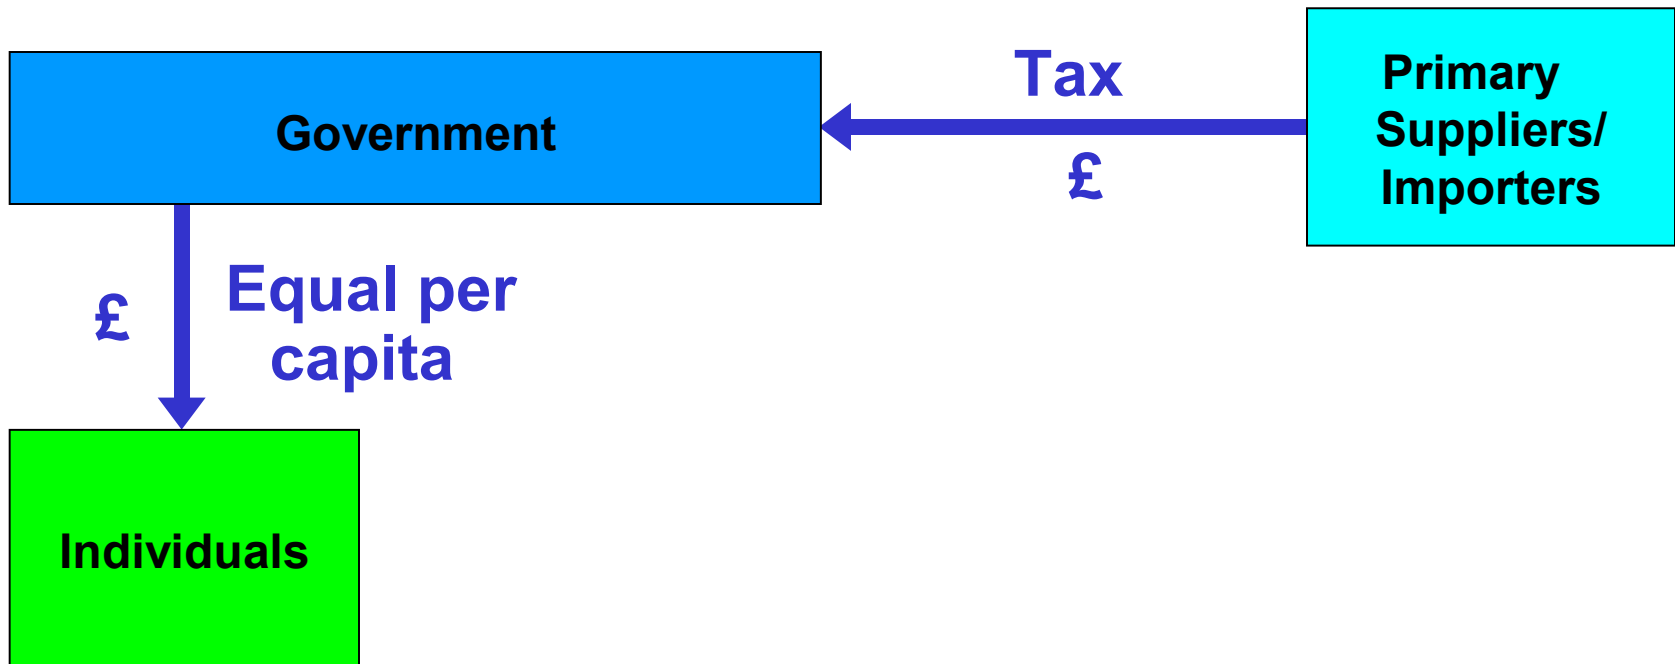 Government
Tax
£
Primary
Suppliers/
Importers
£
Equal per
capita
Individuals